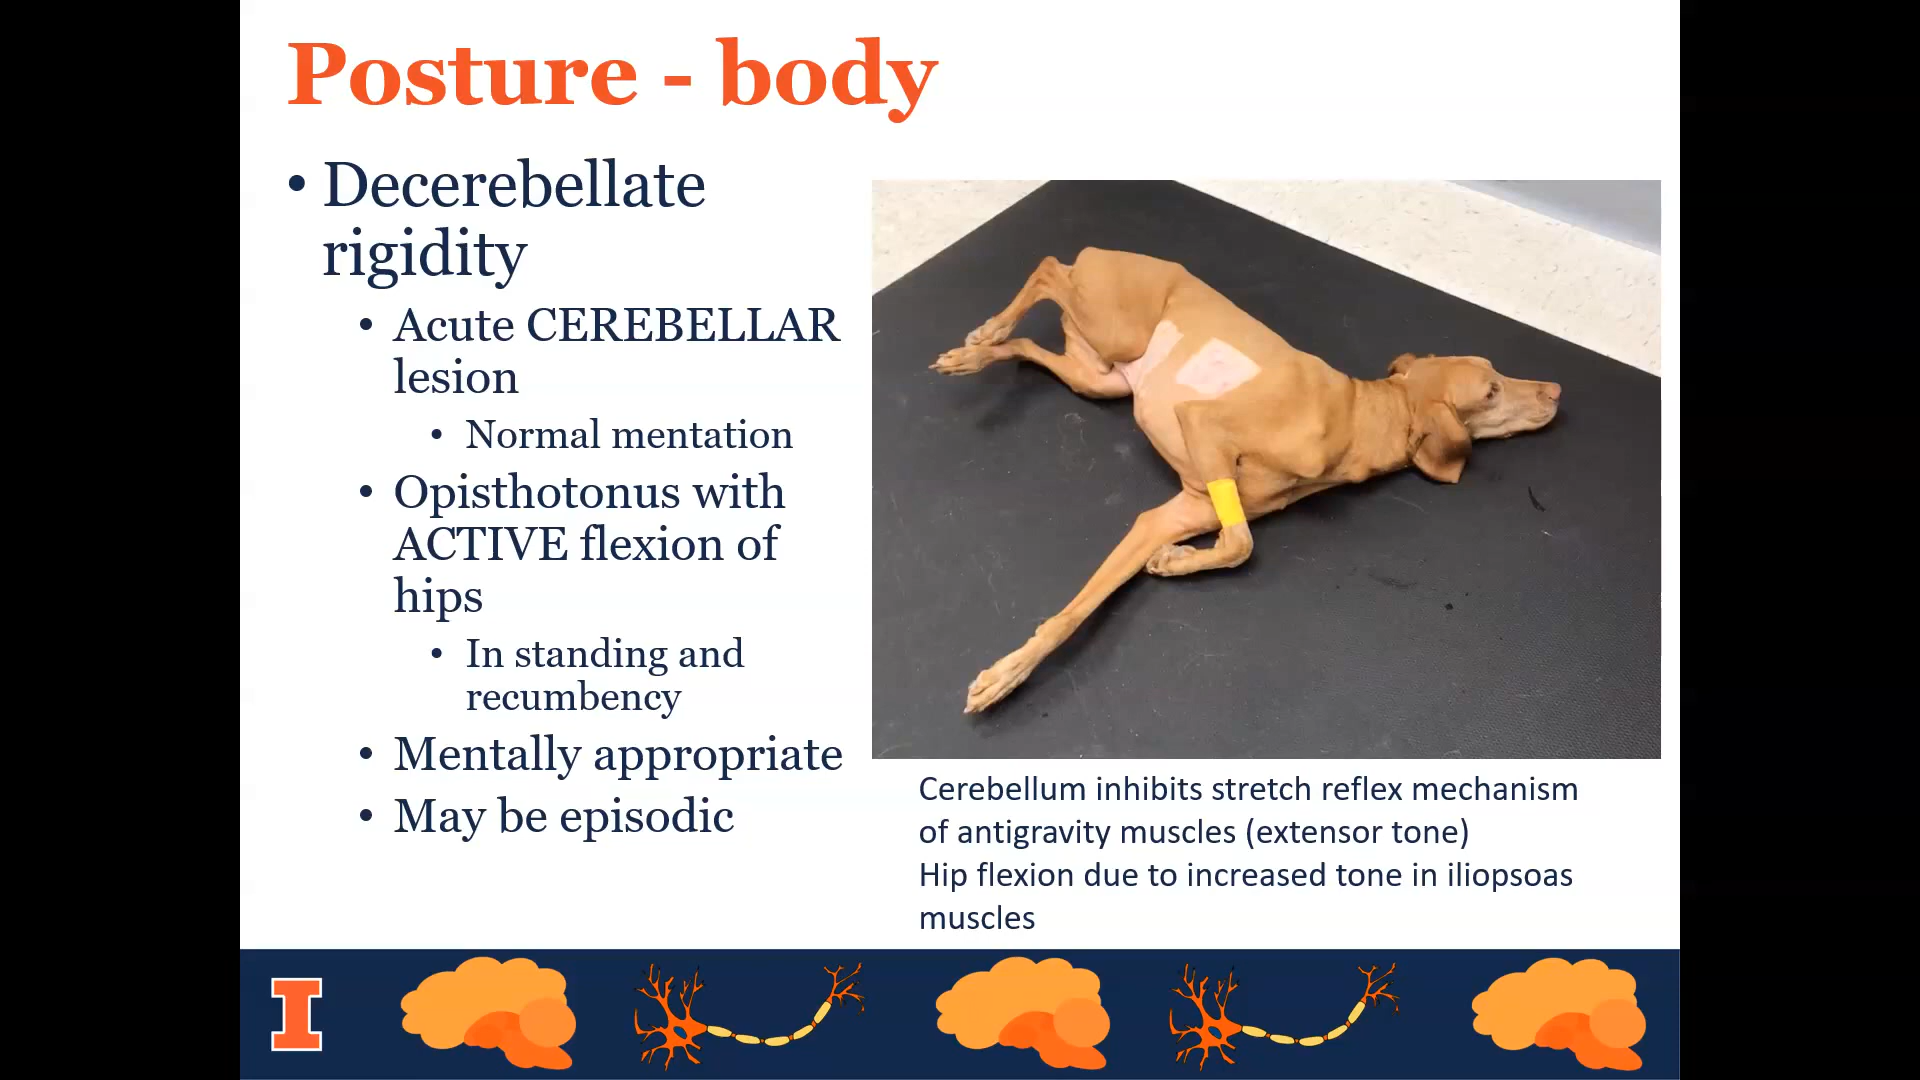 Posture - body
• Decerebellate
rigidity
• Acute CEREBELLAR
lesion
• Normal mentation
• Opisthotonus with
ACTIVE flexion of
hips
• In standing and
recumbency
• Mentally appropriate
• May be episodic
Cerebellum inhibits stretch reflex mechanism
of antigravity muscles (extensor tone)
Hip flexion due to increased tone in iliopsoas
muscles
I